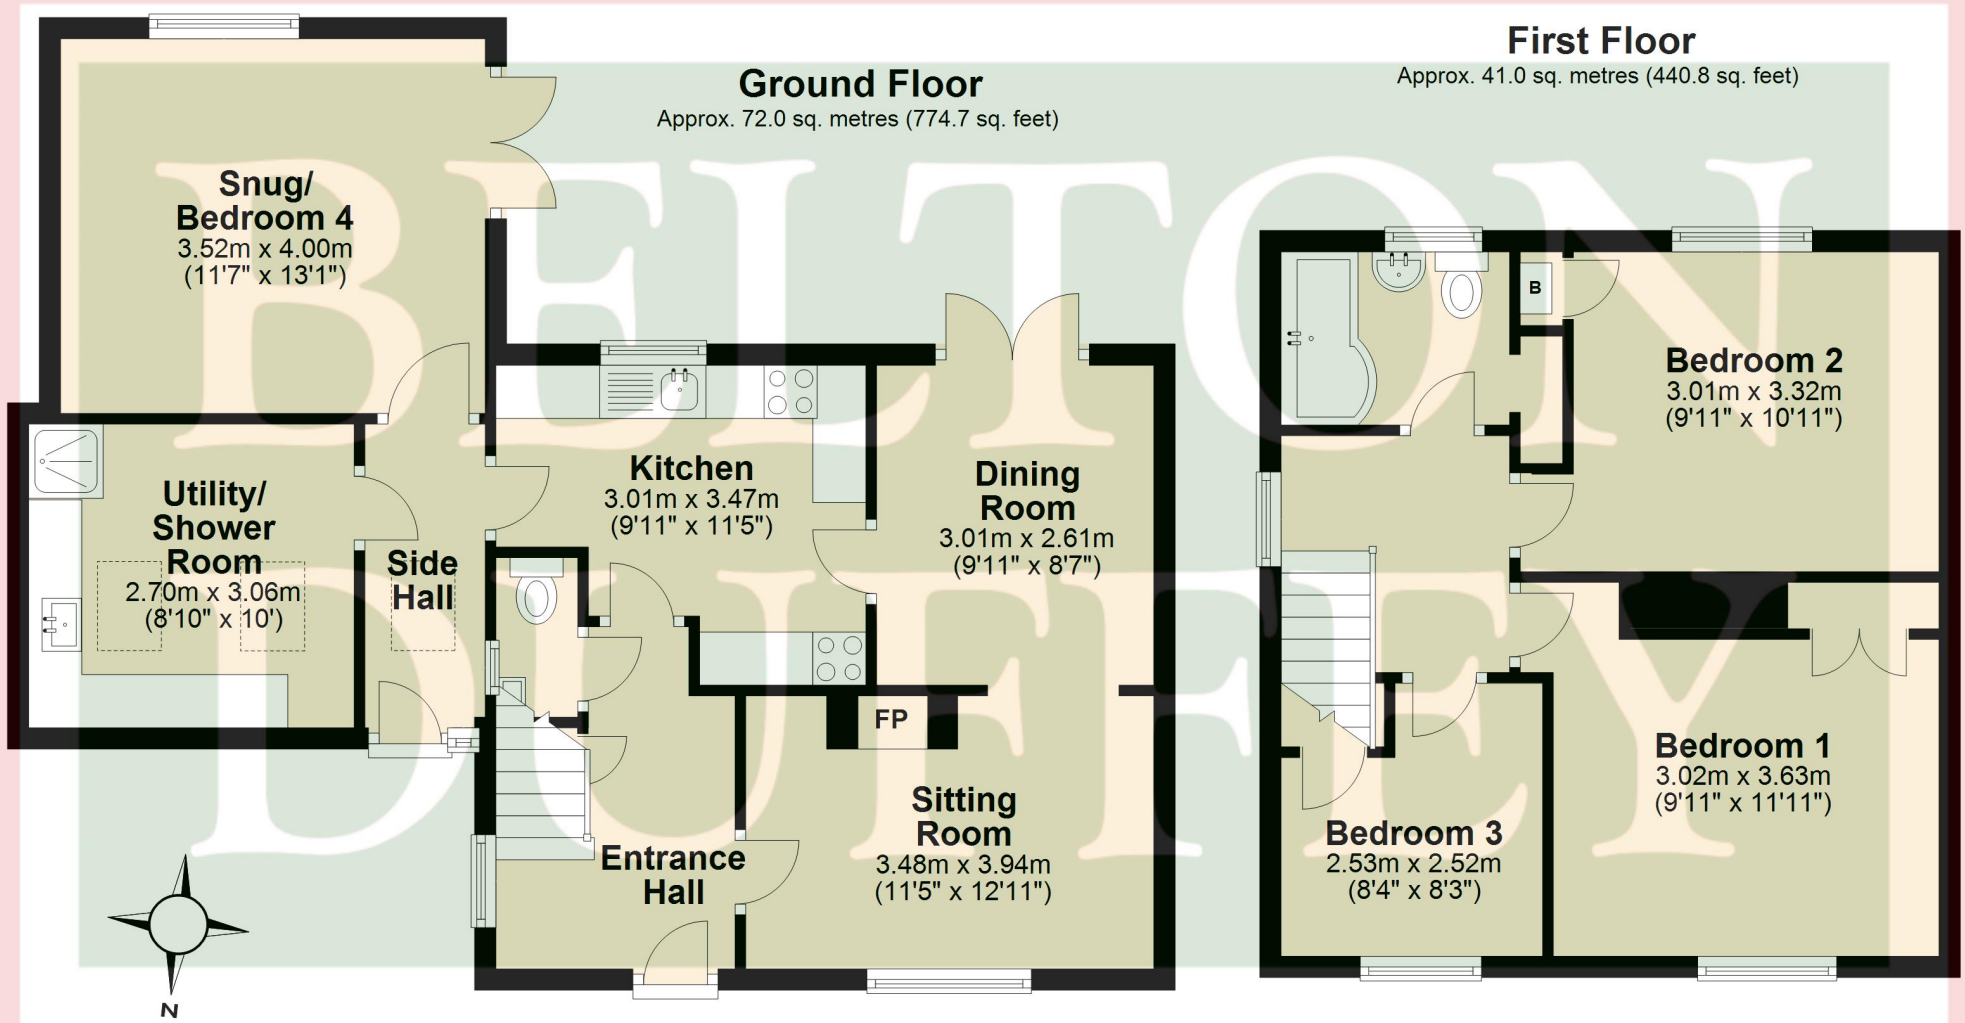 Ground Floor
Approx. 72.0 sq. metres (774.7 sq. feet)
First Floor
Approx. 41.0 sq. metres (440.8 sq. feet)
BELTON
DUFFEY
Snug/
Bedroom 4
3.52m x 4.00m
(11'7" x 13'1")
Utility/
Shower
Room
2.70m x 3.06m
(8'10" x 10')
Side
Hall
Kitchen
3.01m x 3.47m
(9'11" x 11'5")
Dining
Room
3.01m x 2.61m
(9'11" x 8'7")
FP
Sitting
Room
3.48m x 3.94m
(11'5" x 12'11")
Entrance
Hall
N
B
Bedroom 2
3.01m x 3.32m
(9'11" x 10'11")
Bedroom 1
3.02m x 3.63m
(9'11" x 11'11")
Bedroom 3
2.53m x 2.52m
(8'4" x 8'3")